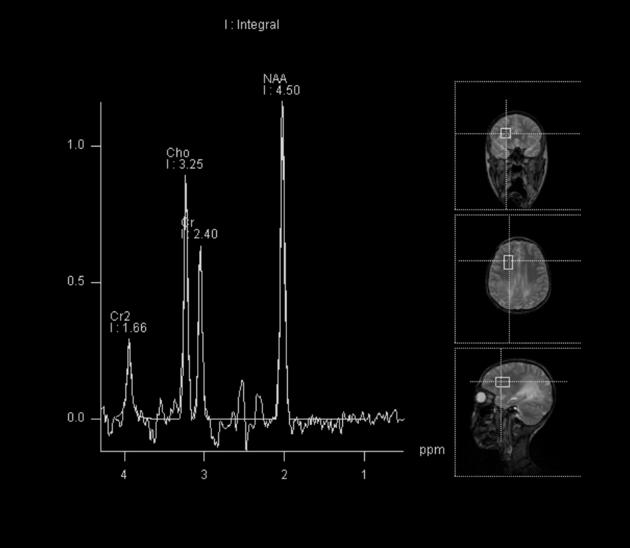 I : Integral
NAA
I : 4.50
1.0
Cho
I : 3.25
Cr
I : 2.40
0.5
Cr2
I : 1.66
0.0
ppm
4
3
2
1